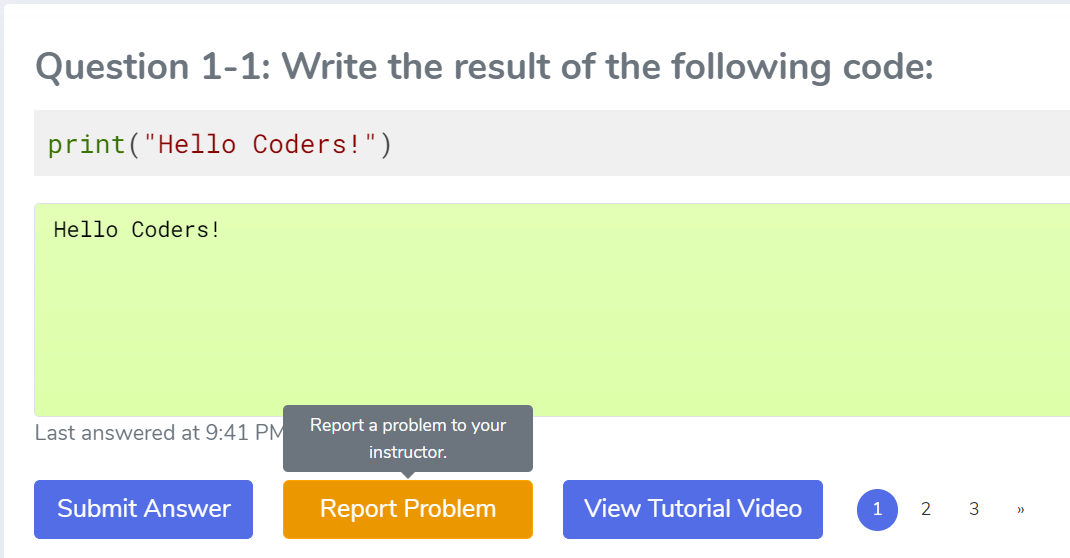 Question 1-1: Write the result of the following code:
print("Hello Coders!")
Hello Coders!
Last answered at 9:41 PM
Report a problem to your
instructor.
Submit Answer
Report Problem
View Tutorial Video
1 2 3 »